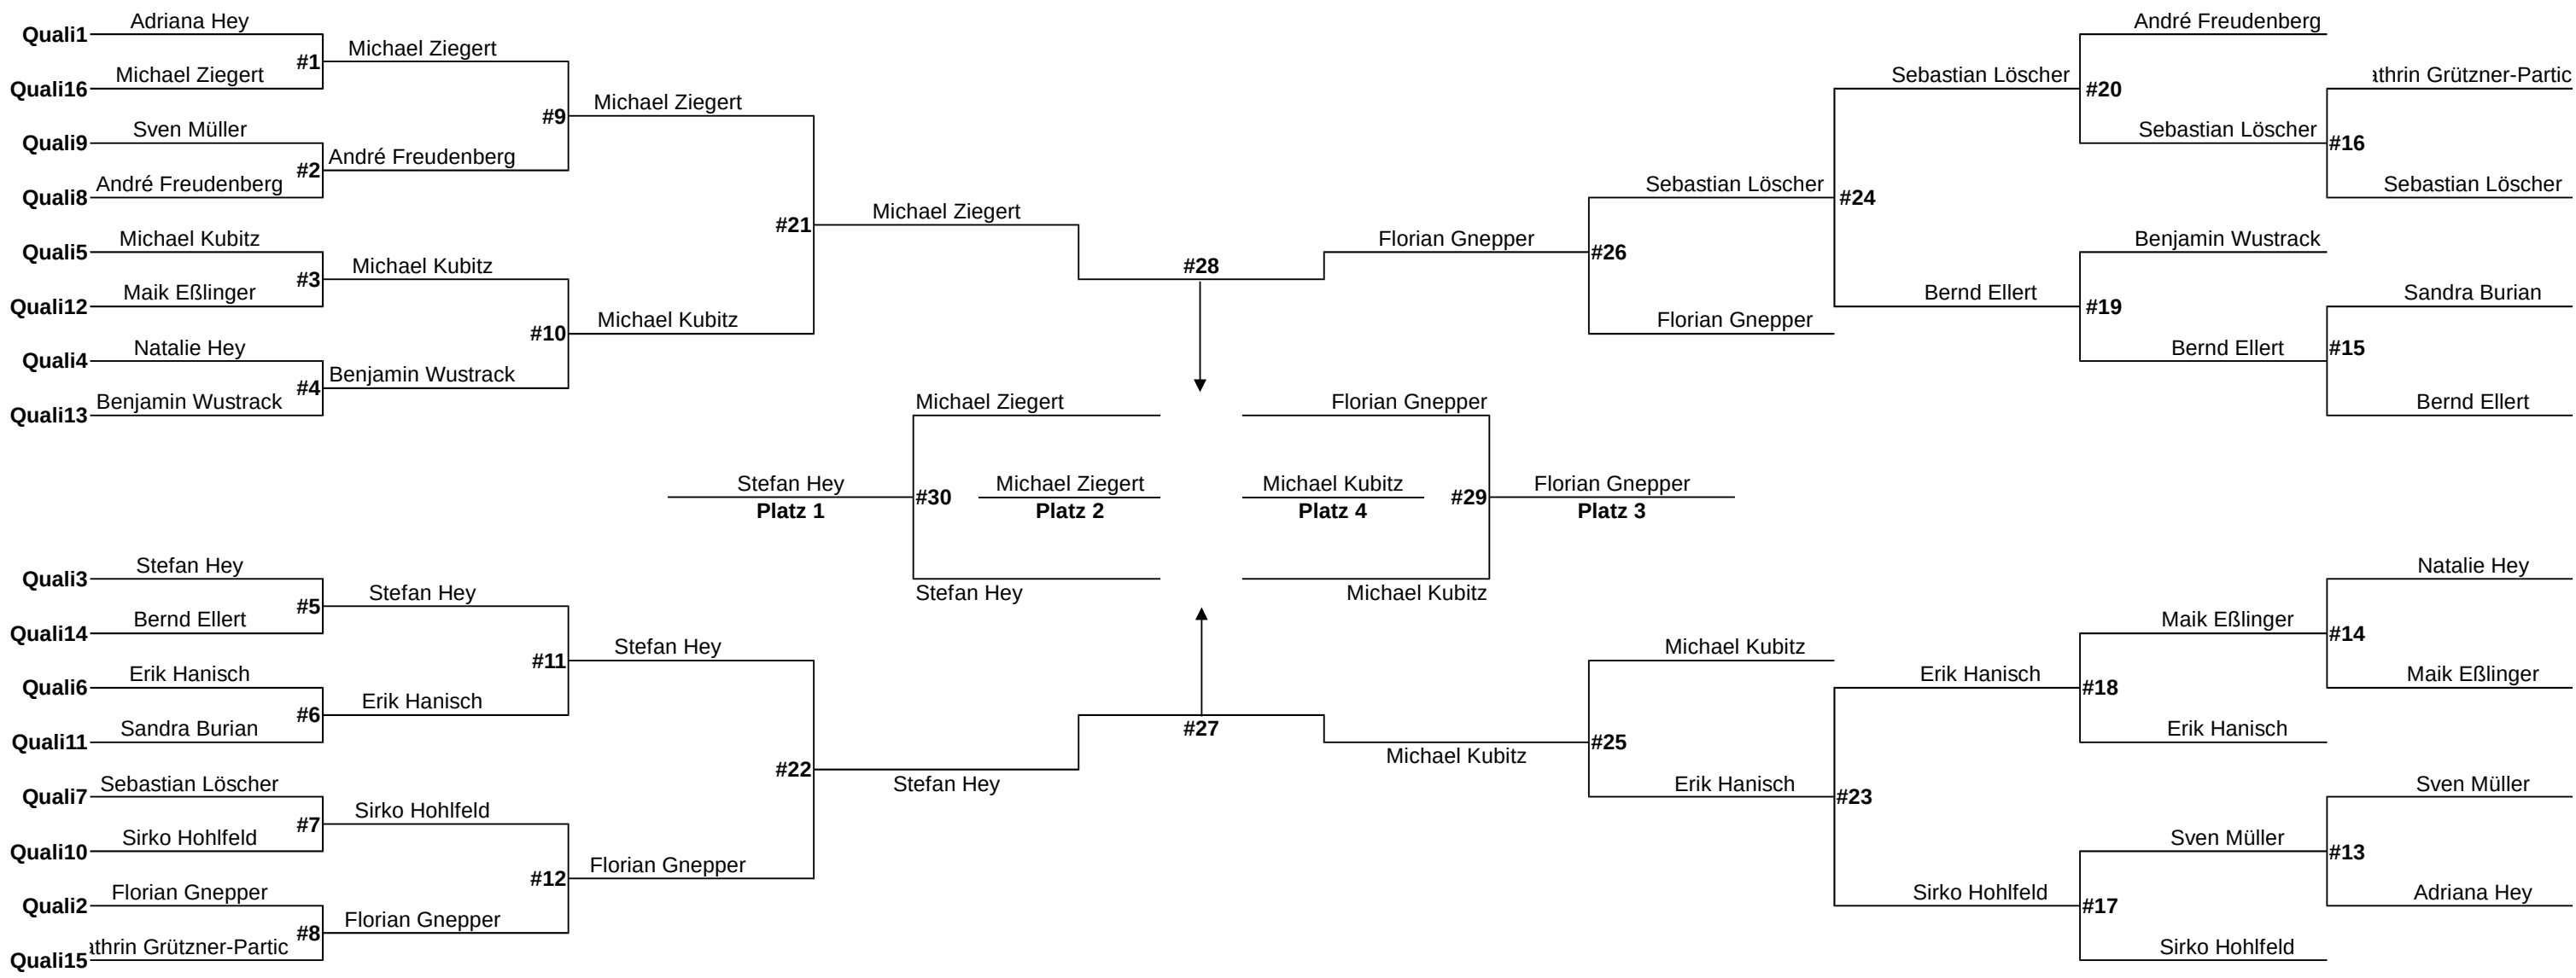 Adriana Hey
Quali1
#1
Michael Ziegert
Michael Ziegert
Quali16
#9
Michael Ziegert
Sven Müller
Quali9
#2
André Freudenberg
André Freudenberg
Quali8
#21
Michael Ziegert
Michael Kubitz
Quali5
#3
Michael Kubitz
Maik Eßlinger
Quali12
#10
Michael Kubitz
Natalie Hey
Quali4
#4
Benjamin Wustrack
Benjamin Wustrack
Quali13
#28
Florian Gnepper
#26
Sebastian Löscher
Florian Gnepper
#24
Sebastian Löscher
Bernd Ellert
#20
André Freudenberg
Sebastian Löscher
#16
athrin Grützner-Partic
Sebastian Löscher
#19
Benjamin Wustrack
Bernd Ellert
#15
Sandra Burian
Bernd Ellert
Michael Ziegert
Florian Gnepper
Stefan Hey
Platz 1
#30
Michael Ziegert
Platz 2
Michael Kubitz
Platz 4
#29
Florian Gnepper
Platz 3
Stefan Hey
Michael Kubitz
Stefan Hey
Quali3
#5
Stefan Hey
Bernd Ellert
Quali14
#11
Stefan Hey
Erik Hanisch
Quali6
#6
Erik Hanisch
Sandra Burian
Quali11
#22
Stefan Hey
Sebastian Löscher
Quali7
#7
Sirko Hohlfeld
Sirko Hohlfeld
Quali10
#12
Florian Gnepper
Florian Gnepper
Quali2
#8
Florian Gnepper
athrin Grützner-Partic
Quali15
#27
Michael Kubitz
#25
Michael Kubitz
Erik Hanisch
#23
Erik Hanisch
Sirko Hohlfeld
#18
Maik Eßlinger
Erik Hanisch
#14
Natalie Hey
Maik Eßlinger
#17
Sven Müller
Sirko Hohlfeld
#13
Sven Müller
Adriana Hey